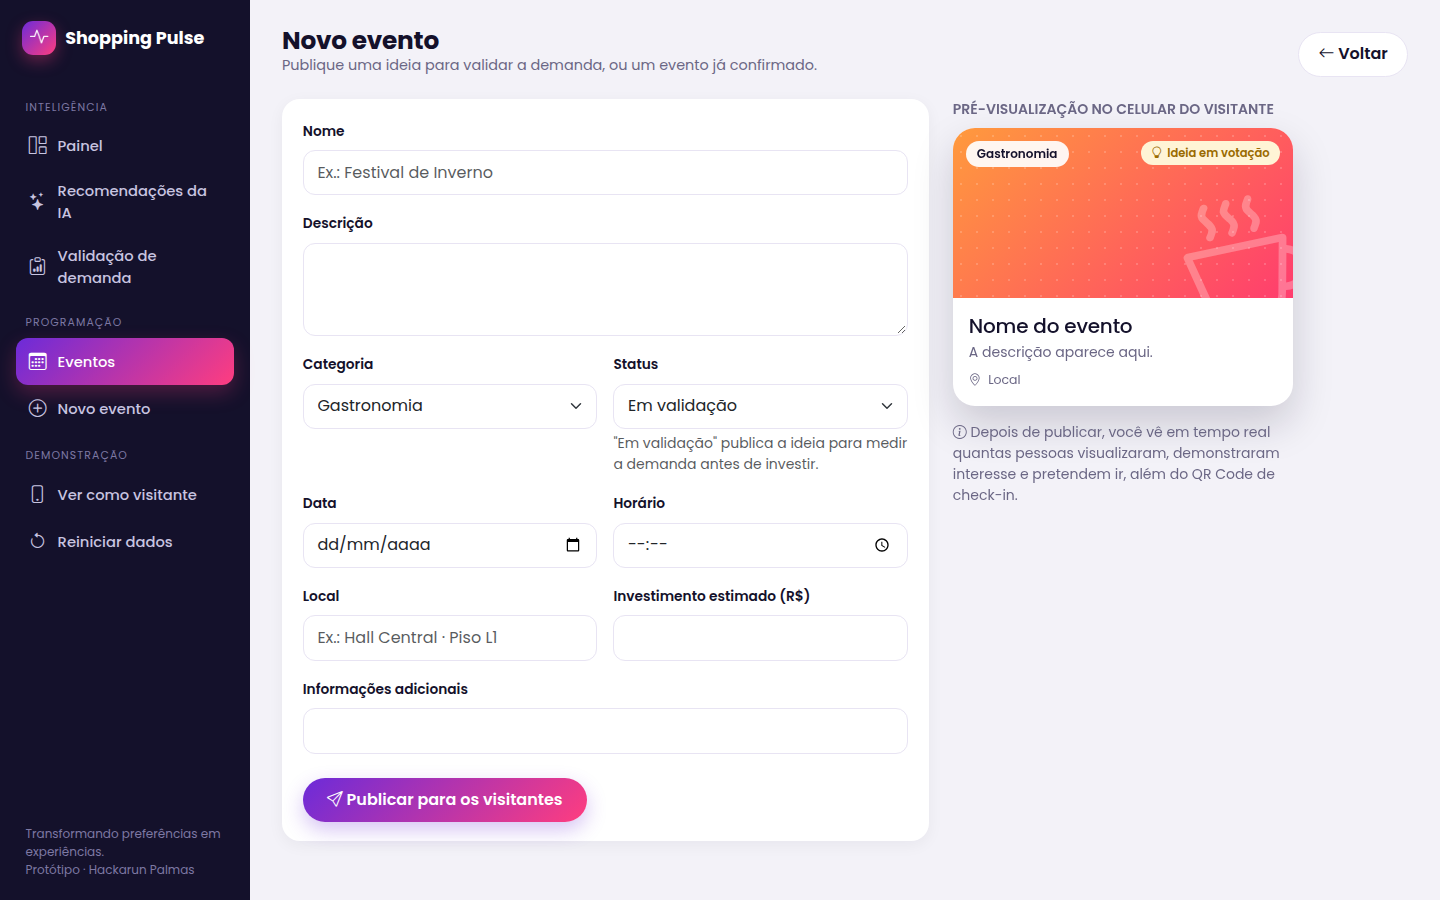 Shopping Pulse
INTELIGÊNCIA
Painel
Recomendações da
IA
Validação de
demanda
PROGRAMAÇÃO
Eventos
Novo evento
DEMONSTRAÇÃO
Ver como visitante
Reiniciar dados
Transformando preferências em
experiências.
Protótipo · Hackarun Palmas
Novo evento
Publique uma ideia para validar a demanda, ou um evento já confirmado.
Voltar
Nome
Ex.: Festival de Inverno
Descrição
Categoria
Gastronomia
Status
Em validação
"Em validação" publica a ideia para medir
a demanda antes de investir.
Data
dd/mm/aaaa
Horário
--:--
Local
Ex.: Hall Central · Piso L1
Investimento estimado (R$)
Informações adicionais
Publicar para os visitantes
PRÉ-VISUALIZAÇÃO NO CELULAR DO VISITANTE
Gastronomia
Ideia em votação
Nome do evento
A descrição aparece aqui.
Local
Depois de publicar, você vê em tempo real
quantas pessoas visualizaram, demonstraram
interesse e pretendem ir, além do QR Code de
check-in.